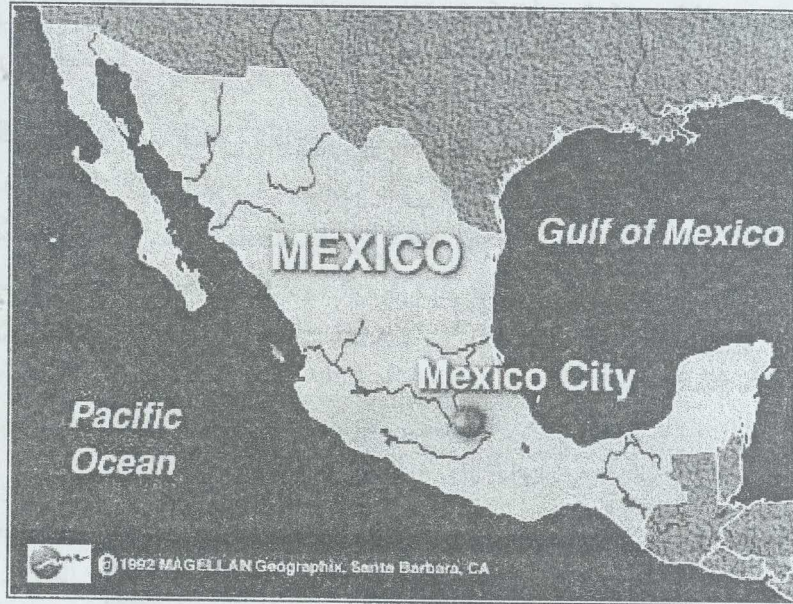 Gulf of Mexico
MEXICO
Mexico City
Pacific
Ocean
© 1992 MAGELLAN Geographix, Santa Barbara, CA